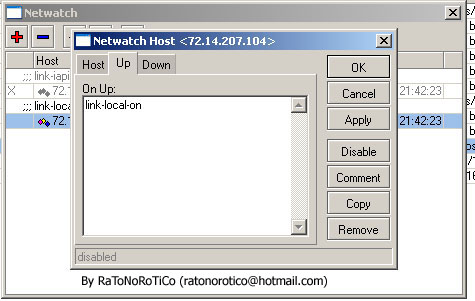 Netwatch
Netwatch Host <72.14.207.104>
Host
;;; link-iapi
X
72.
21:42:23
;;; link-loca
72.1
21:42:23
Host Up Down
On Up:
link-local-on
OK
Cancel
Apply
Disable
Comment
Copy
Remove
disabled
By RaToNoRoTiCo (ratonorotico@hotmail.com)